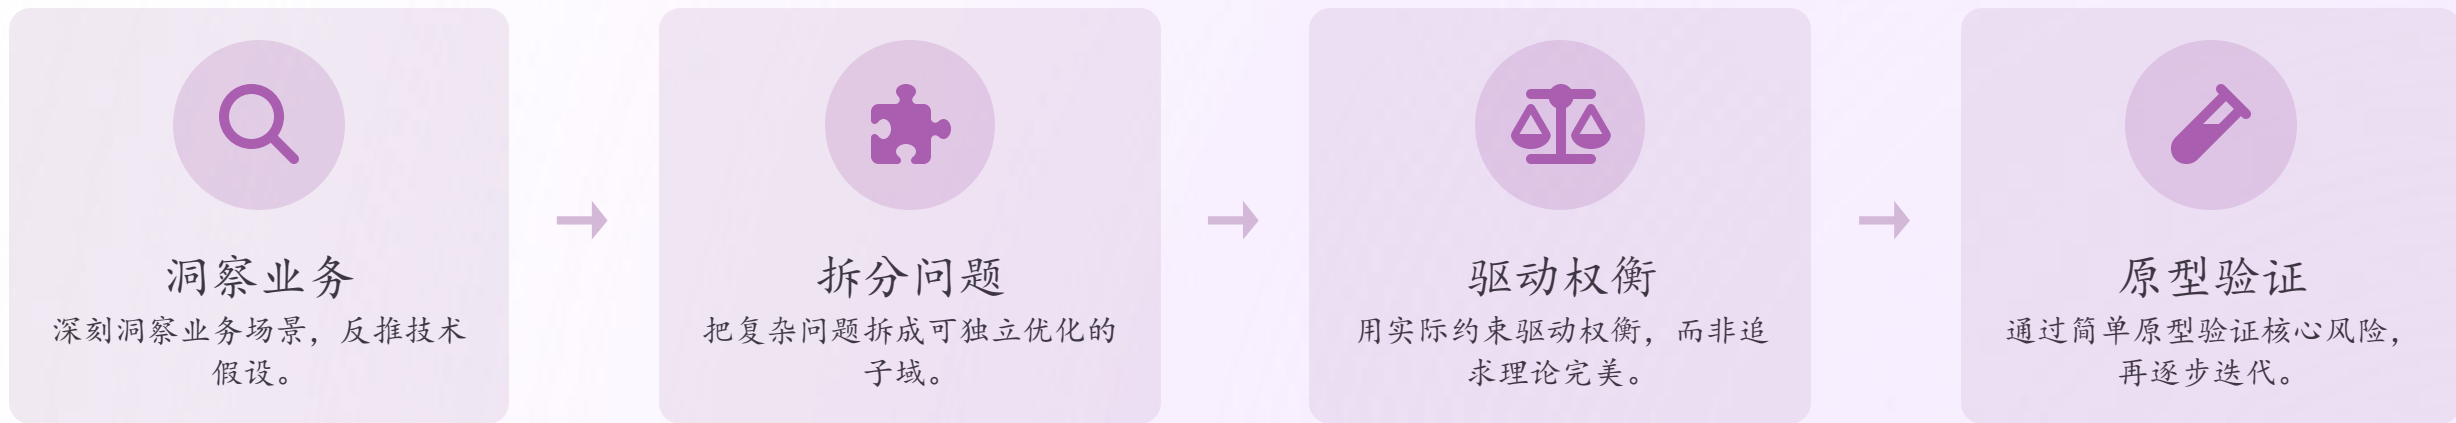 洞察业务
深刻洞察业务场景，反推技术
假设。
拆分问题
把复杂问题拆成可独立优化的
子域。
驱动权衡
用实际约束驱动权衡，而非追
求理论完美。
原型验证
通过简单原型验证核心风险，
再逐步迭代。